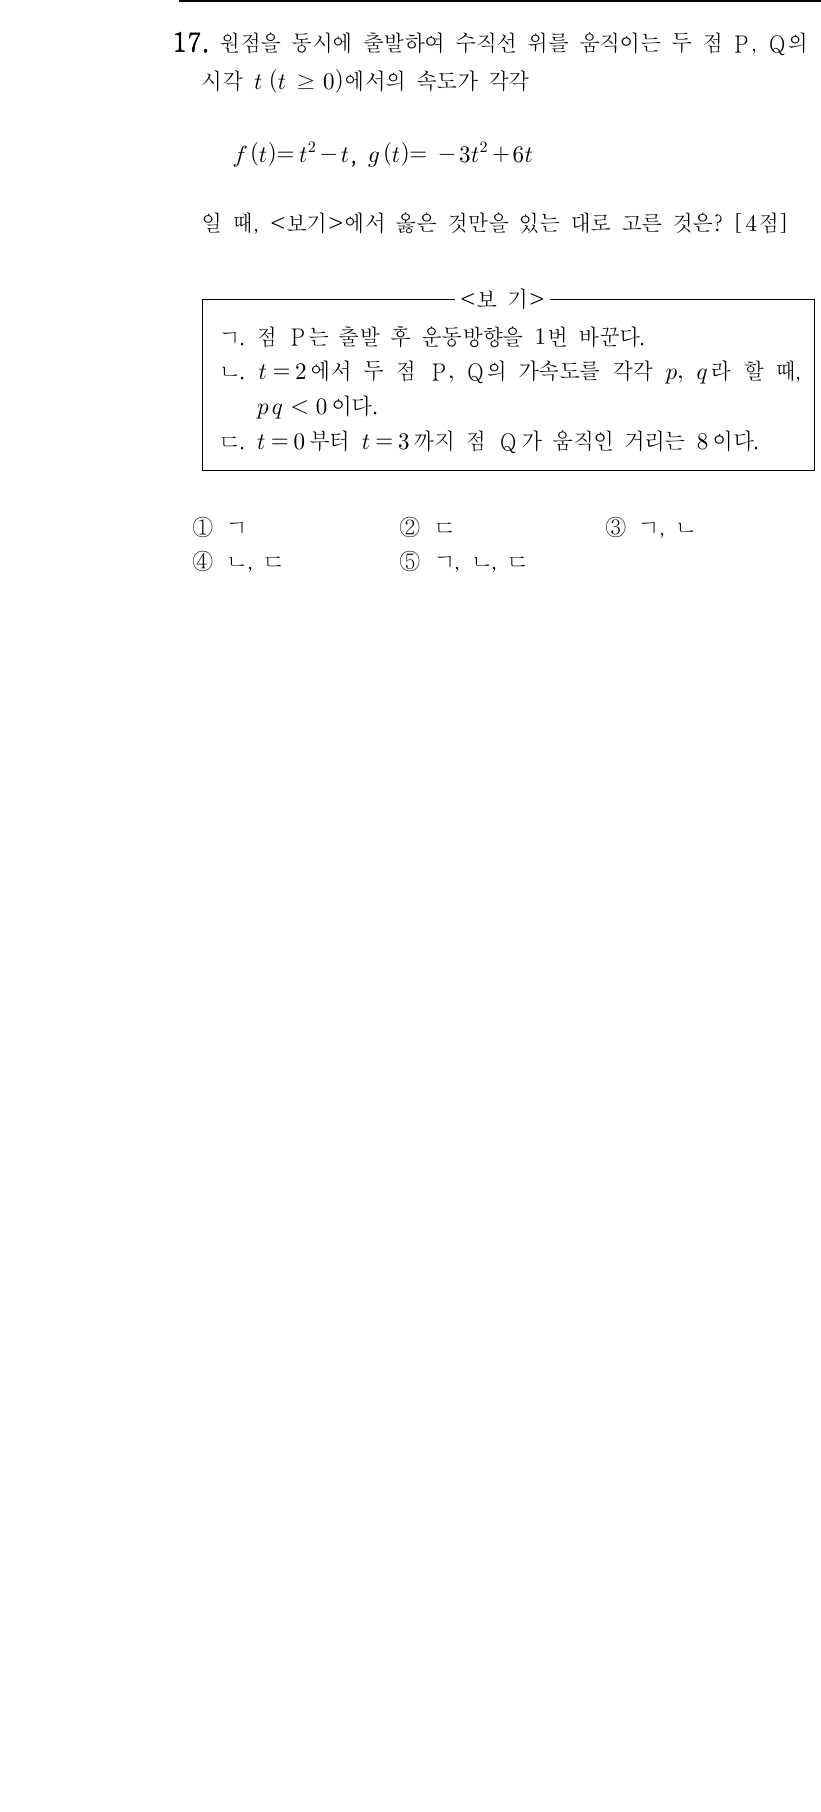 17. 원점을 동시에 출발하여 수직선 위를 움직이는 두 점 P, Q의
시각 t (t ≥ 0)에서의 속도가 각각
f(t)=t²-t, g(t)= -3t²+6t
일 때, <보기>에서 옳은 것만을 있는 대로 고른 것은? [4점]
<보 기>
ㄱ. 점 P는 출발 후 운동방향을 1번 바꾼다.
ㄴ. t=2에서 두 점 P, Q의 가속도를 각각 p, q라 할 때,
pq < 0이다.
ㄷ. t=0부터 t=3까지 점 Q가 움직인 거리는 8이다.
① ㄱ ② ㄷ ③ ㄱ, ㄴ
④ ㄴ, ㄷ ⑤ ㄱ, ㄴ, ㄷ